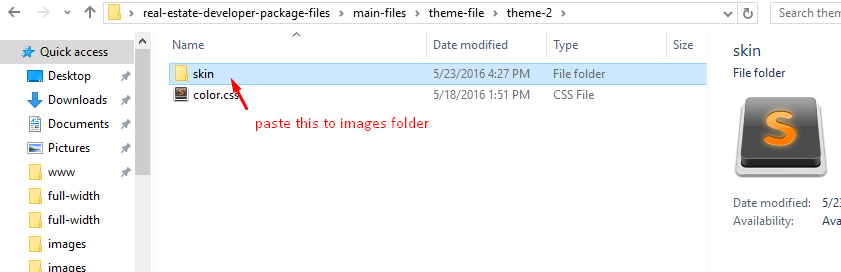 real-estate-developer-package-files > main-files > theme-file > theme-2 >
Search them
Quick access
Desktop
Downloads
Documents
Pictures
www
full-width
full-width
images
images
Name Date modified Type Size
skin 5/23/2016 4:27 PM File folder
color.css 5/18/2016 1:51 PM CSS File
paste this to images folder
skin
File folder
S
Date modified: 5/23
Availability: Ava